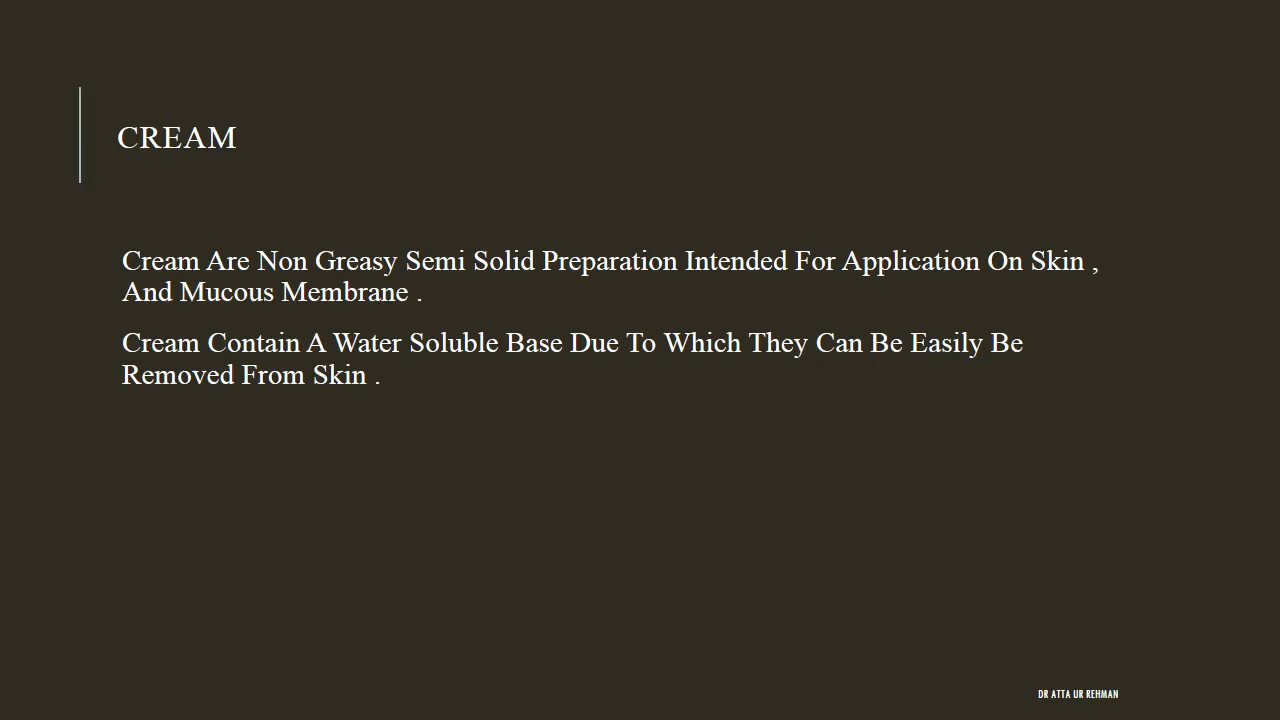 CREAM
Cream Are Non Greasy Semi Solid Preparation Intended For Application On Skin ,
And Mucous Membrane .
Cream Contain A Water Soluble Base Due To Which They Can Be Easily Be
Removed From Skin .
DR ATTA UR REHMAN